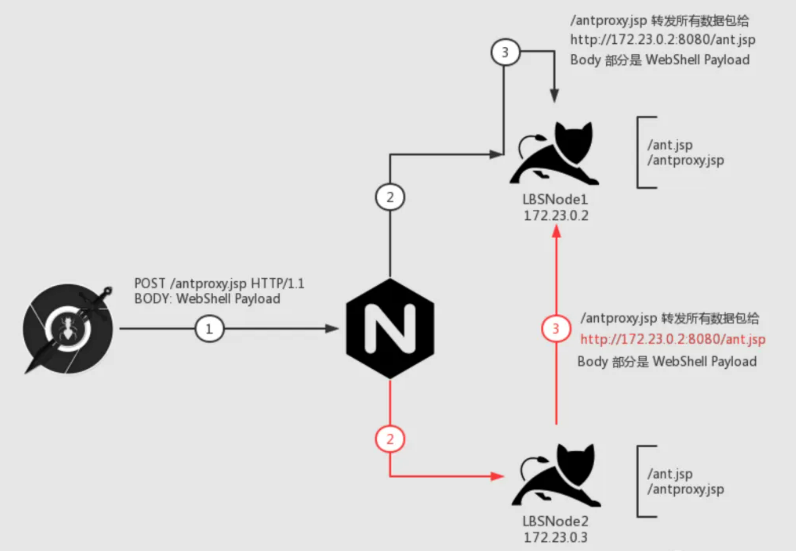 /antproxy.jsp 转发所有数据包给
http://172.23.0.2:8080/ant.jsp
Body 部分是 WebShell Payload
3
/ant.jsp
/antproxy.jsp
2
LBSNode1
172.23.0.2
POST /antproxy.jsp HTTP/1.1
BODY: WebShell Payload
1
N
/antproxy.jsp 转发所有数据包给
3
http://172.23.0.2:8080/ant.jsp
Body 部分是 WebShell Payload
2
/ant.jsp
/antproxy.jsp
LBSNode2
172.23.0.3